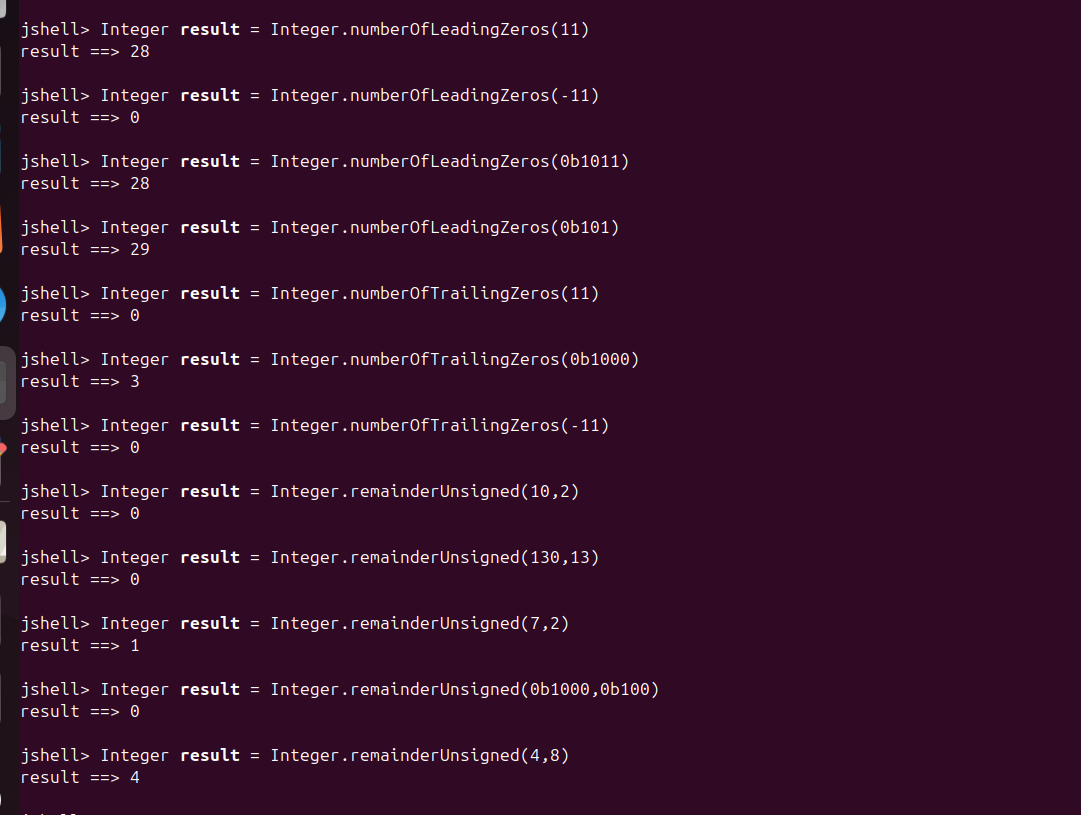 jshell> Integer result = Integer.numberOfLeadingZeros(11)
result ==> 28
jshell> Integer result = Integer.numberOfLeadingZeros(-11)
result ==> 0
jshell> Integer result = Integer.numberOfLeadingZeros(0b1011)
result ==> 28
jshell> Integer result = Integer.numberOfLeadingZeros(0b101)
result ==> 29
jshell> Integer result = Integer.numberOfTrailingZeros(11)
result ==> 0
jshell> Integer result = Integer.numberOfTrailingZeros(0b1000)
result ==> 3
jshell> Integer result = Integer.numberOfTrailingZeros(-11)
result ==> 0
jshell> Integer result = Integer.remainderUnsigned(10,2)
result ==> 0
jshell> Integer result = Integer.remainderUnsigned(130,13)
result ==> 0
jshell> Integer result = Integer.remainderUnsigned(7,2)
result ==> 1
jshell> Integer result = Integer.remainderUnsigned(0b1000,0b100)
result ==> 0
jshell> Integer result = Integer.remainderUnsigned(4,8)
result ==> 4